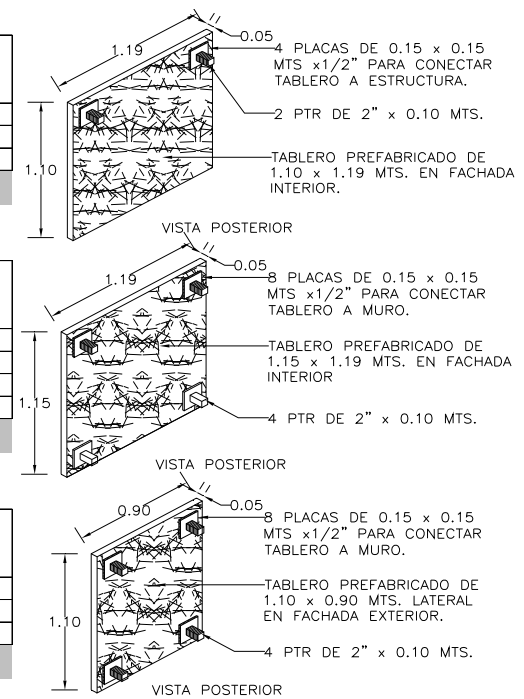 1.19
0.05
4 PLACAS DE 0.15 x 0.15
MTS x1/2" PARA CONECTAR
TABLERO A ESTRUCTURA.
2 PTR DE 2" x 0.10 MTS.
1.10
TABLERO PREFABRICADO DE
1.10 x 1.19 MTS. EN FACHADA
INTERIOR.
VISTA POSTERIOR
1.19
0.05
8 PLACAS DE 0.15 x 0.15
MTS x1/2" PARA CONECTAR
TABLERO A MURO.
TABLERO PREFABRICADO DE
1.15 x 1.19 MTS. EN FACHADA
INTERIOR
1.15
4 PTR DE 2" x 0.10 MTS.
VISTA POSTERIOR
0.90
0.05
8 PLACAS DE 0.15 x 0.15
MTS x1/2" PARA CONECTAR
TABLERO A MURO.
TABLERO PREFABRICADO DE
1.10 x 0.90 MTS. LATERAL
EN FACHADA EXTERIOR.
1.10
4 PTR DE 2" x 0.10 MTS.
VISTA POSTERIOR